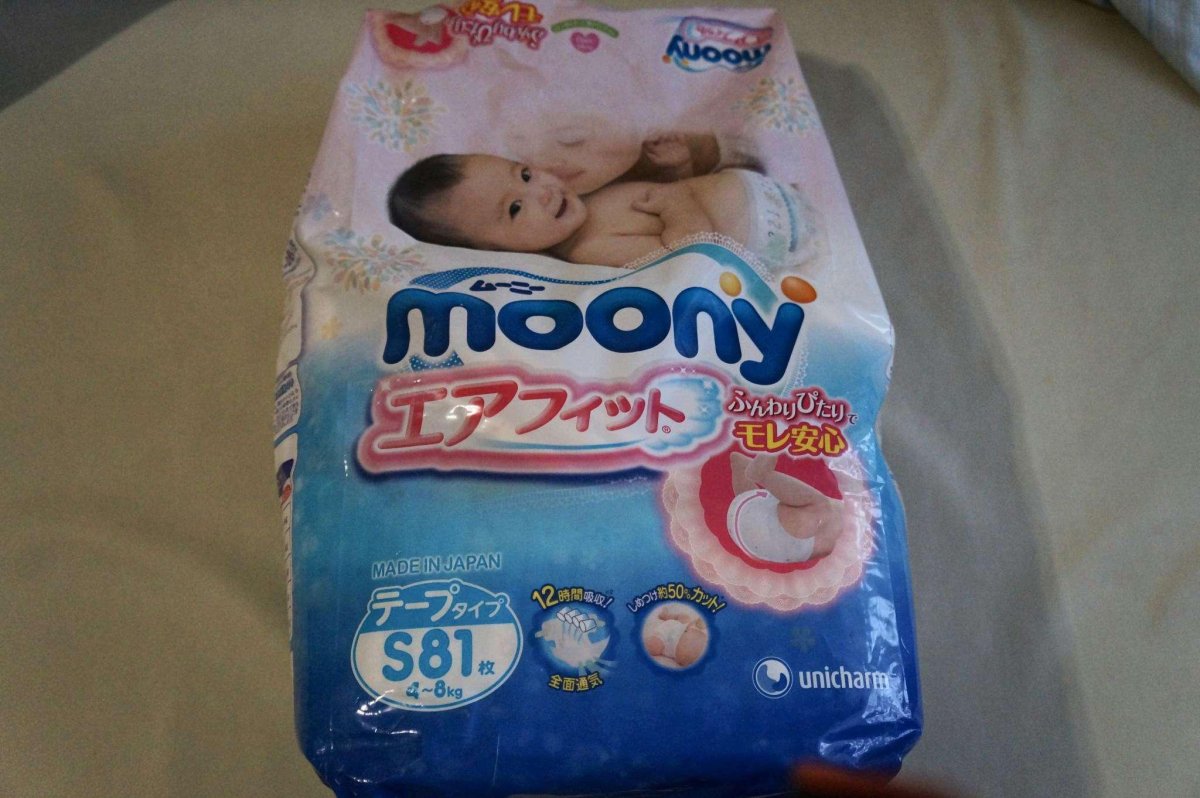 moony
ムーニー
moony
エアフィット®
ふんわりぴたりで
モレ安心
MADE IN JAPAN
テープタイプ
S81枚
4~8kg
12時間吸収!
全面通気
しめつけ約50%カット!
unicharm